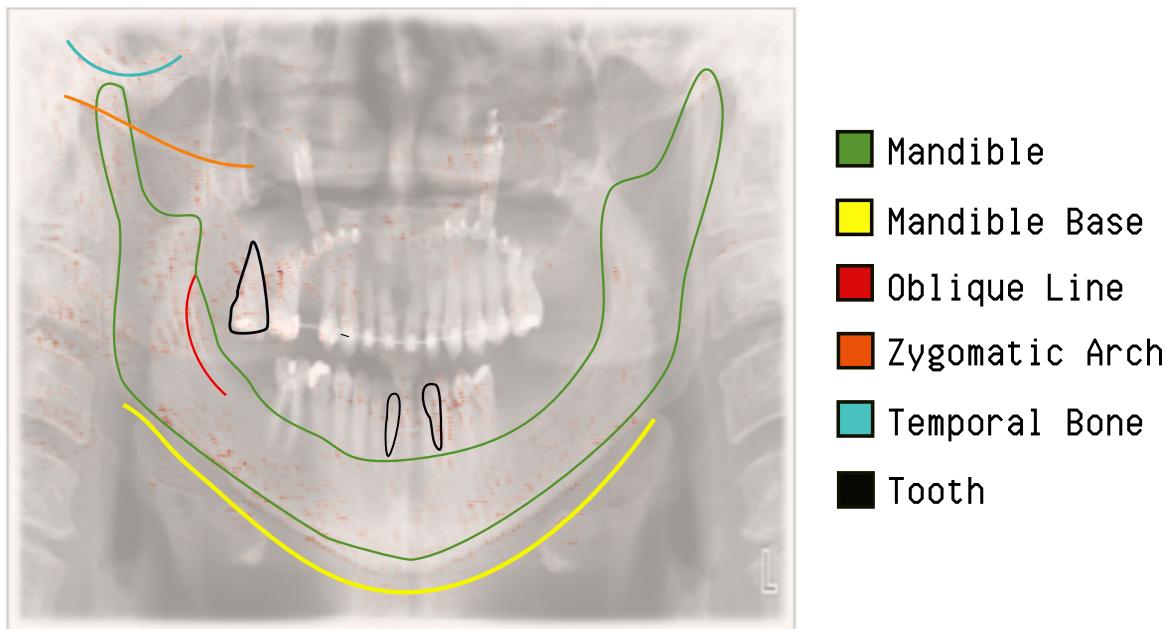 Mandible
Mandible Base
Oblique Line
Zygomatic Arch
Temporal Bone
Tooth
L